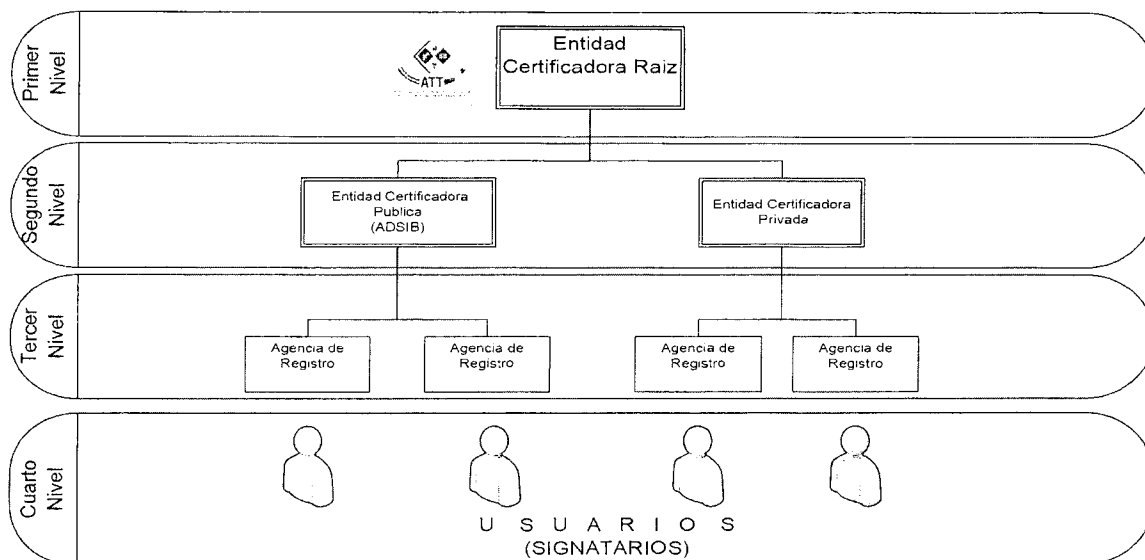 Primer
Nivel
ATT
Entidad
Certificadora Raiz
Segundo
Nivel
Entidad Certificadora
Publica
(ADSIB)
Entidad Certificadora
Privada
Tercer
Nivel
Agencia de
Registro
Agencia de
Registro
Agencia de
Registro
Agencia de
Registro
Cuarto
Nivel
U S U A R I O S
(SIGNATARIOS)